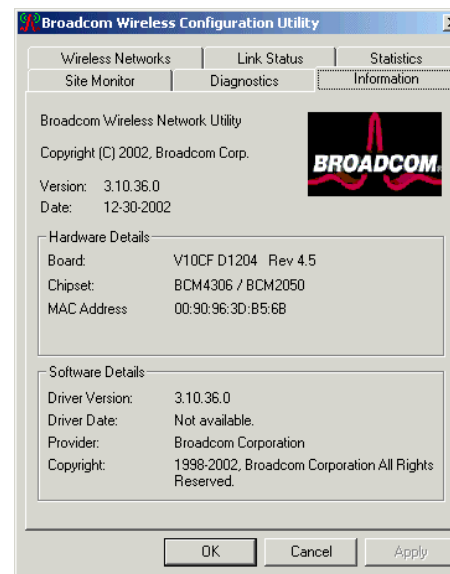 Broadcom Wireless Configuration Utility
Wireless Networks Link Status Statistics
Site Monitor Diagnostics Information
Broadcom Wireless Network Utility
Copyright (C) 2002, Broadcom Corp.
BROADCOM.
Version: 3.10.36.0
Date: 12-30-2002
Hardware Details
Board: V10CF D1204 Rev 4.5
Chipset: BCM4306 / BCM2050
MAC Address 00:90:96:3D:B5:6B
Software Details
Driver Version: 3.10.36.0
Driver Date: Not available.
Provider: Broadcom Corporation
Copyright: 1998-2002, Broadcom Corporation All Rights
Reserved.
OK Cancel Apply